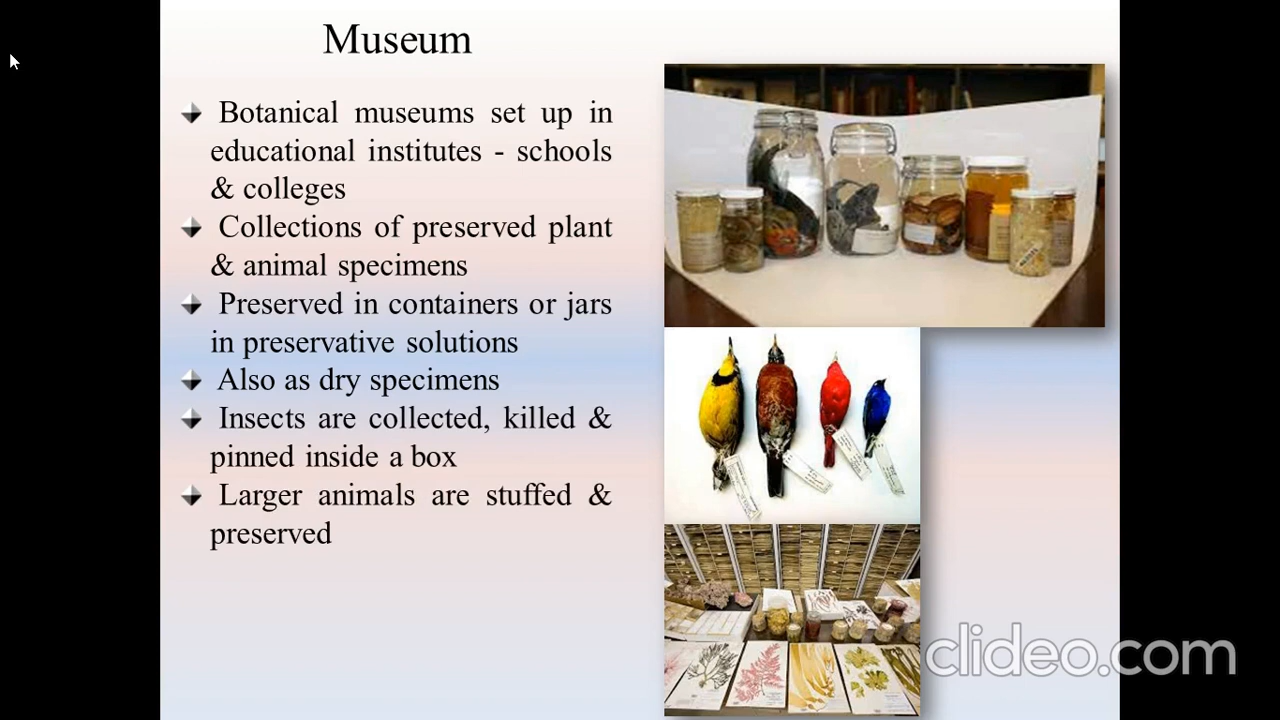 Museum
Botanical museums set up in
educational institutes - schools
& colleges
Collections of preserved plant
& animal specimens
Preserved in containers or jars
in preservative solutions
Also as dry specimens
Insects are collected, killed &
pinned inside a box
Larger animals are stuffed &
preserved
clideo.com